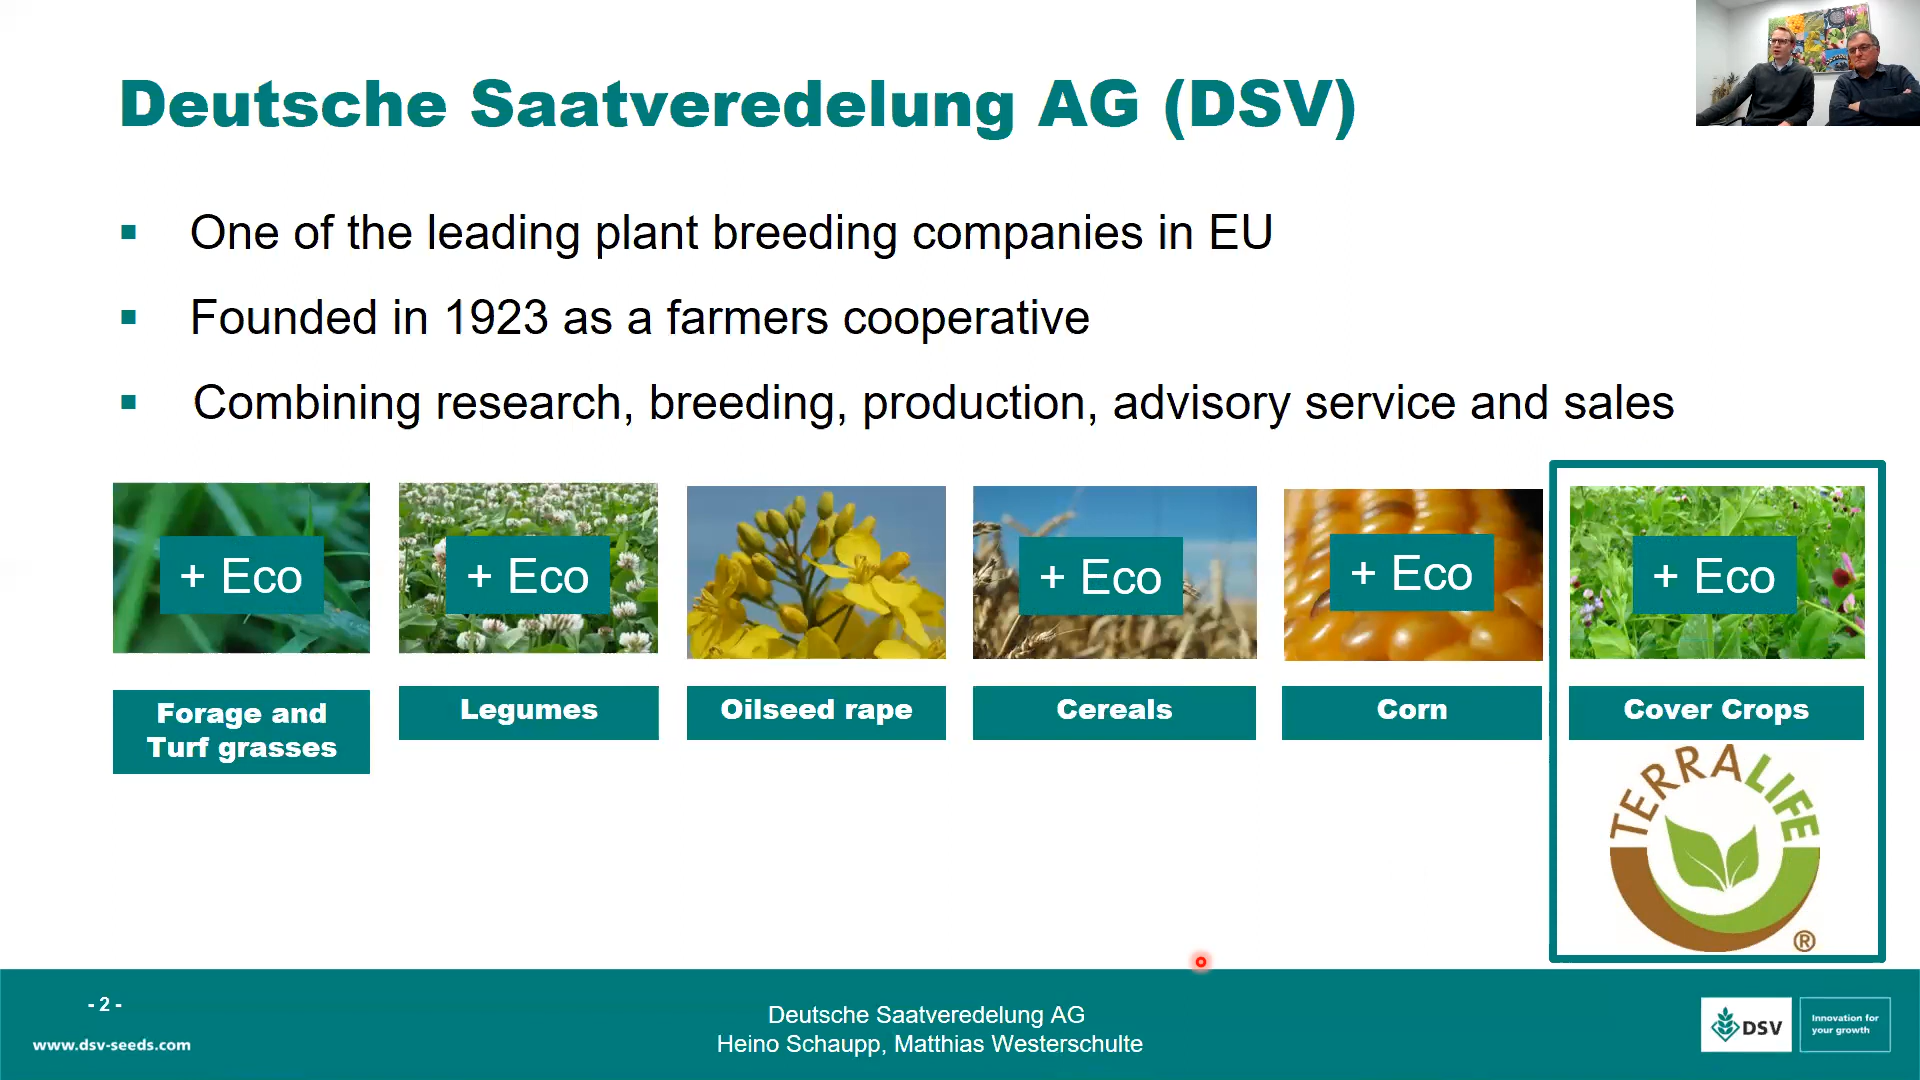 Deutsche Saatveredelung AG (DSV)
▪ One of the leading plant breeding companies in EU
▪ Founded in 1923 as a farmers cooperative
▪ Combining research, breeding, production, advisory service and sales
+ Eco
+ Eco
+ Eco
+ Eco
+ Eco
Forage and
Turf grasses
Legumes
Oilseed rape
Cereals
Corn
Cover Crops
TERRALIFE
®
- 2 -
www.dsv-seeds.com
Deutsche Saatveredelung AG
Heino Schaupp, Matthias Westerschulte
DSV
Innovation for
your growth